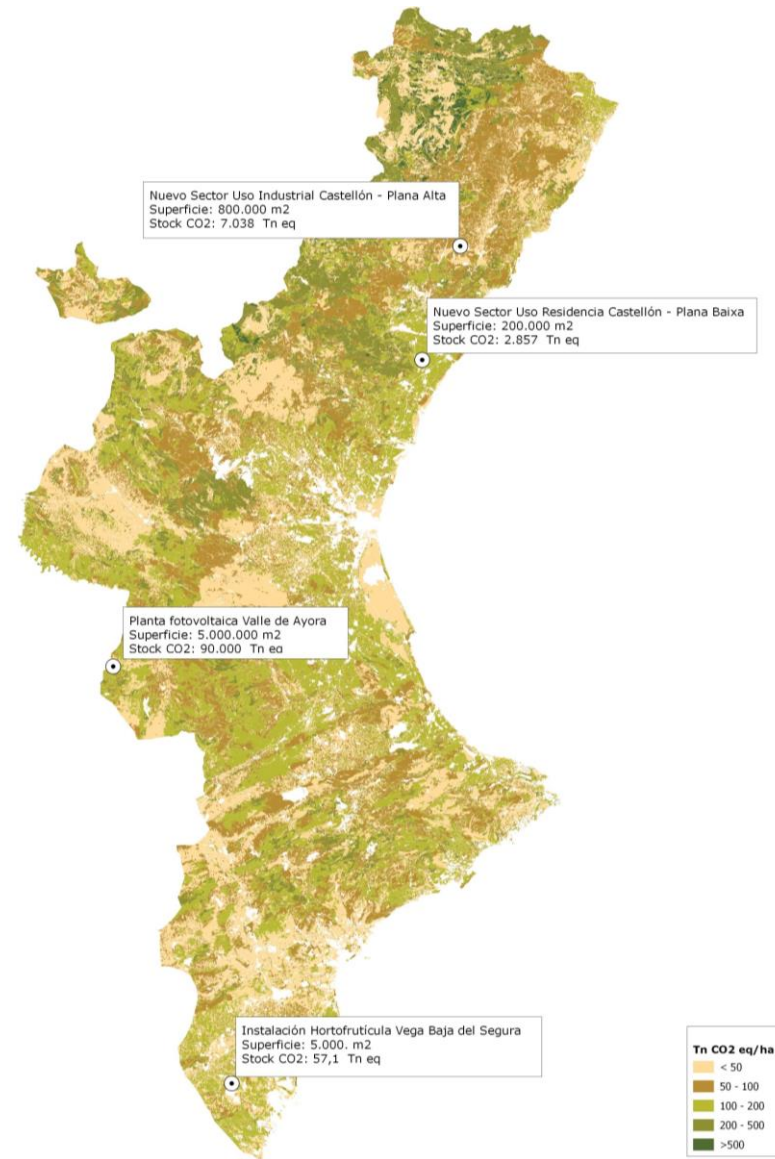 Nuevo Sector Uso Industrial Castellón - Plana Alta
Superficie: 800.000 m2
Stock CO2: 7.038 Tn eq
Nuevo Sector Uso Residencia Castellón - Plana Baixa
Superficie: 200.000 m2
Stock CO2: 2.857 Tn eq
Planta fotovoltaica Valle de Ayora
Superficie: 5.000.000 m2
Stock CO2: 90.000 Tn eq
Instalación Hortofrutícula Vega Baja del Segura
Superficie: 5.000. m2
Stock CO2: 57,1 Tn eq
Tn CO2 eq/ha
< 50
50 - 100
100 - 200
200 - 500
>500